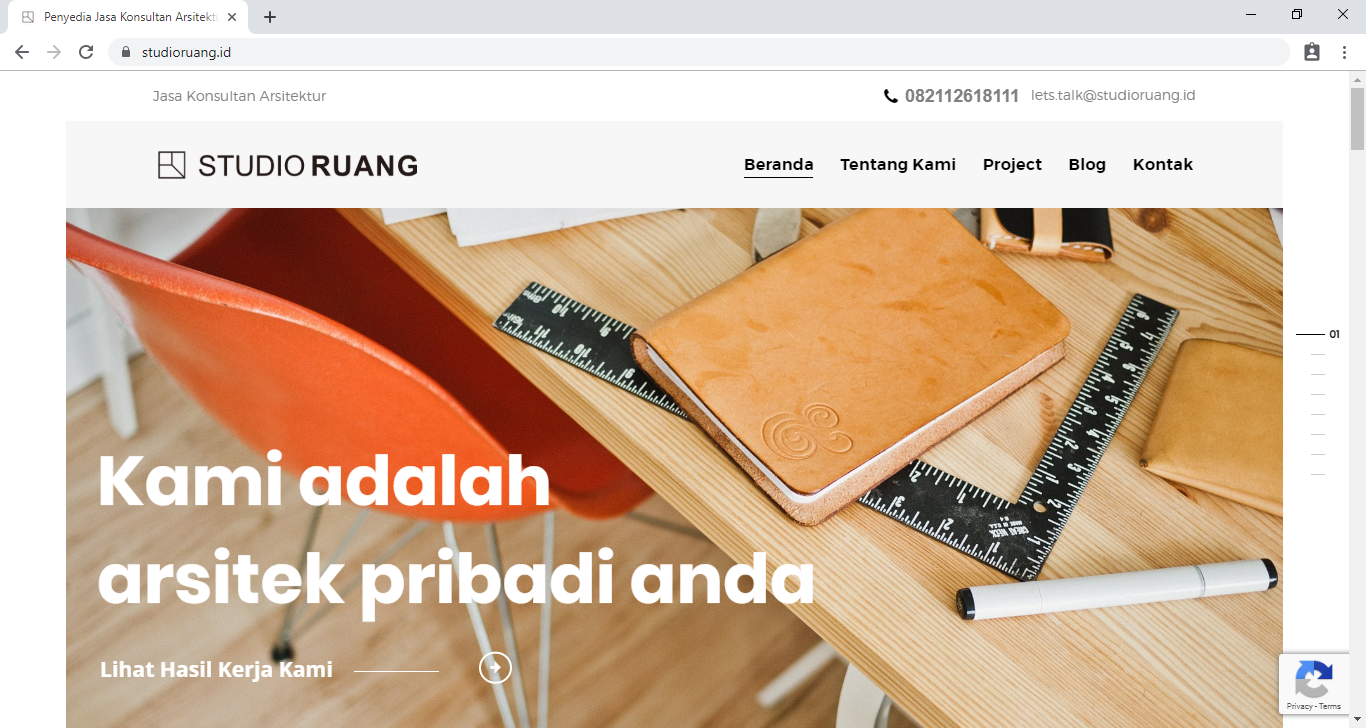 Penyedia Jasa Konsultan Arsitekt
studioruang.id
Jasa Konsultan Arsitektur
082112618111 lets.talk@studioruang.id
STUDIO RUANG
Beranda Tentang Kami Project Blog Kontak
01
Kami adalah
arsitek pribadi anda
Lihat Hasil Kerja Kami
Privacy - Terms